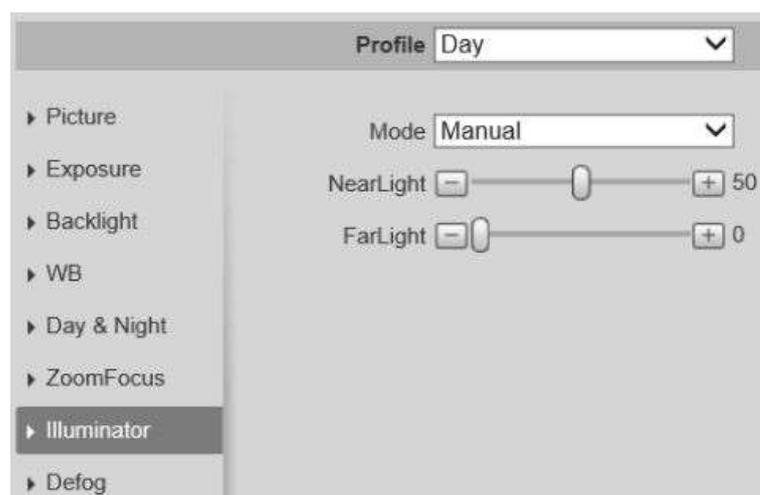 Profile Day
Picture
Exposure
Backlight
WB
Day & Night
ZoomFocus
Illuminator
Defog
Mode Manual
NearLight 50
FarLight 0